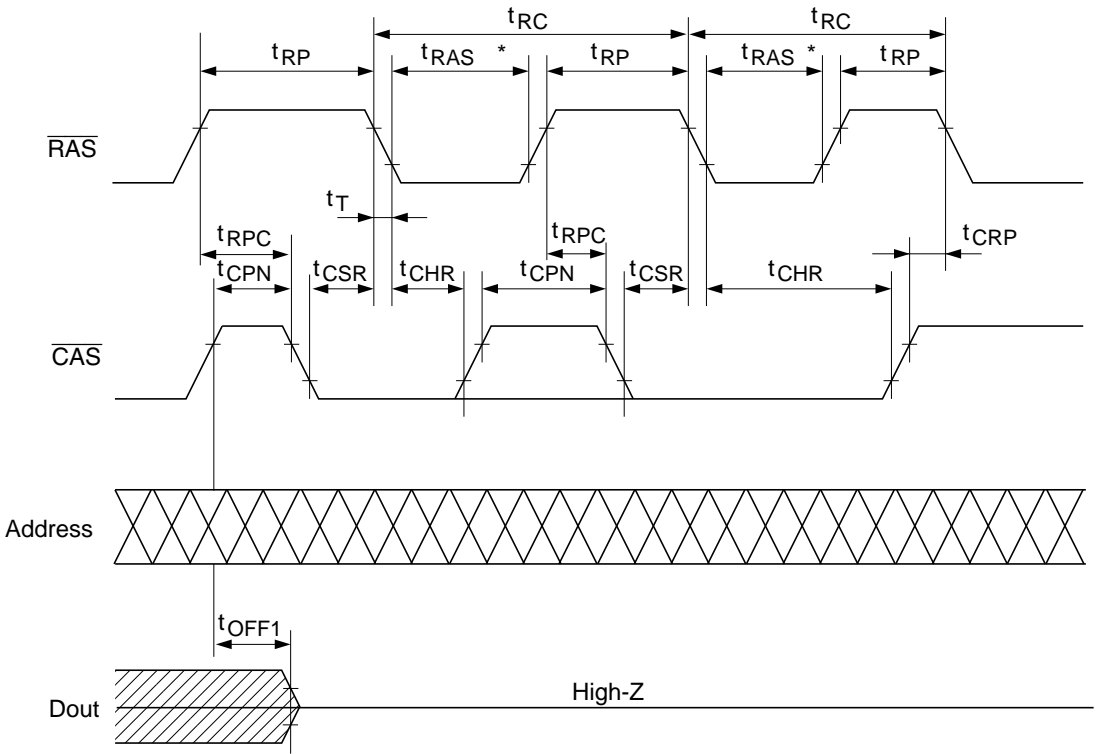 tRC tRC
tRP tRAS * tRP tRAS * tRP
RAS
tT
tRPC tRPC tCRP
tCPN tCSR tCHR tCPN tCSR tCHR
CAS
Address
tOFF1
High-Z
Dout